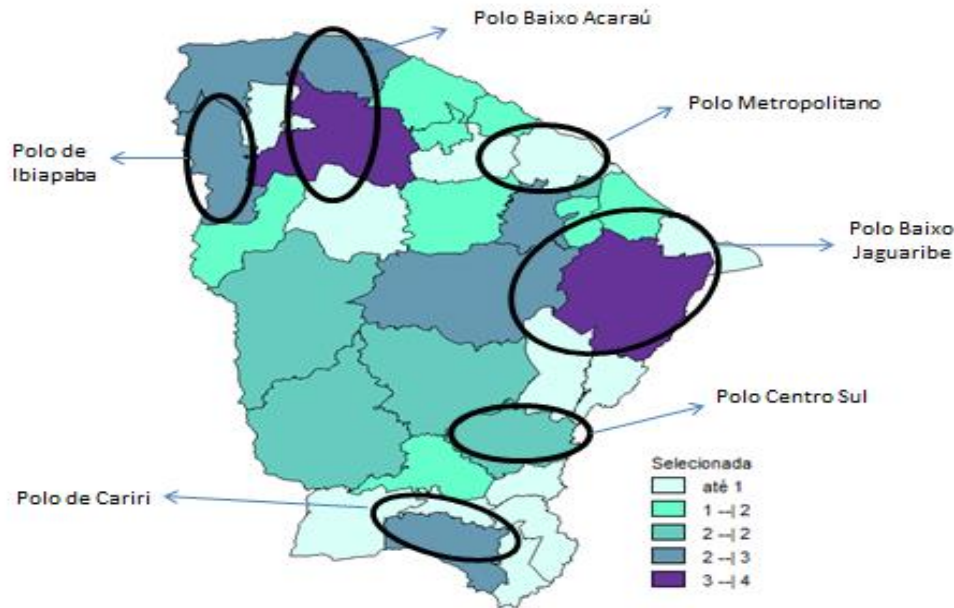 Polo Baixo Acaraú
Polo Metropolitano
Polo de
Ibiapaba
Polo Baixo
Jaguaribe
Polo Centro Sul
Polo de Cariri
Selecionada
até 1
1 --| 2
2 --| 2
2 --| 3
3 --| 4